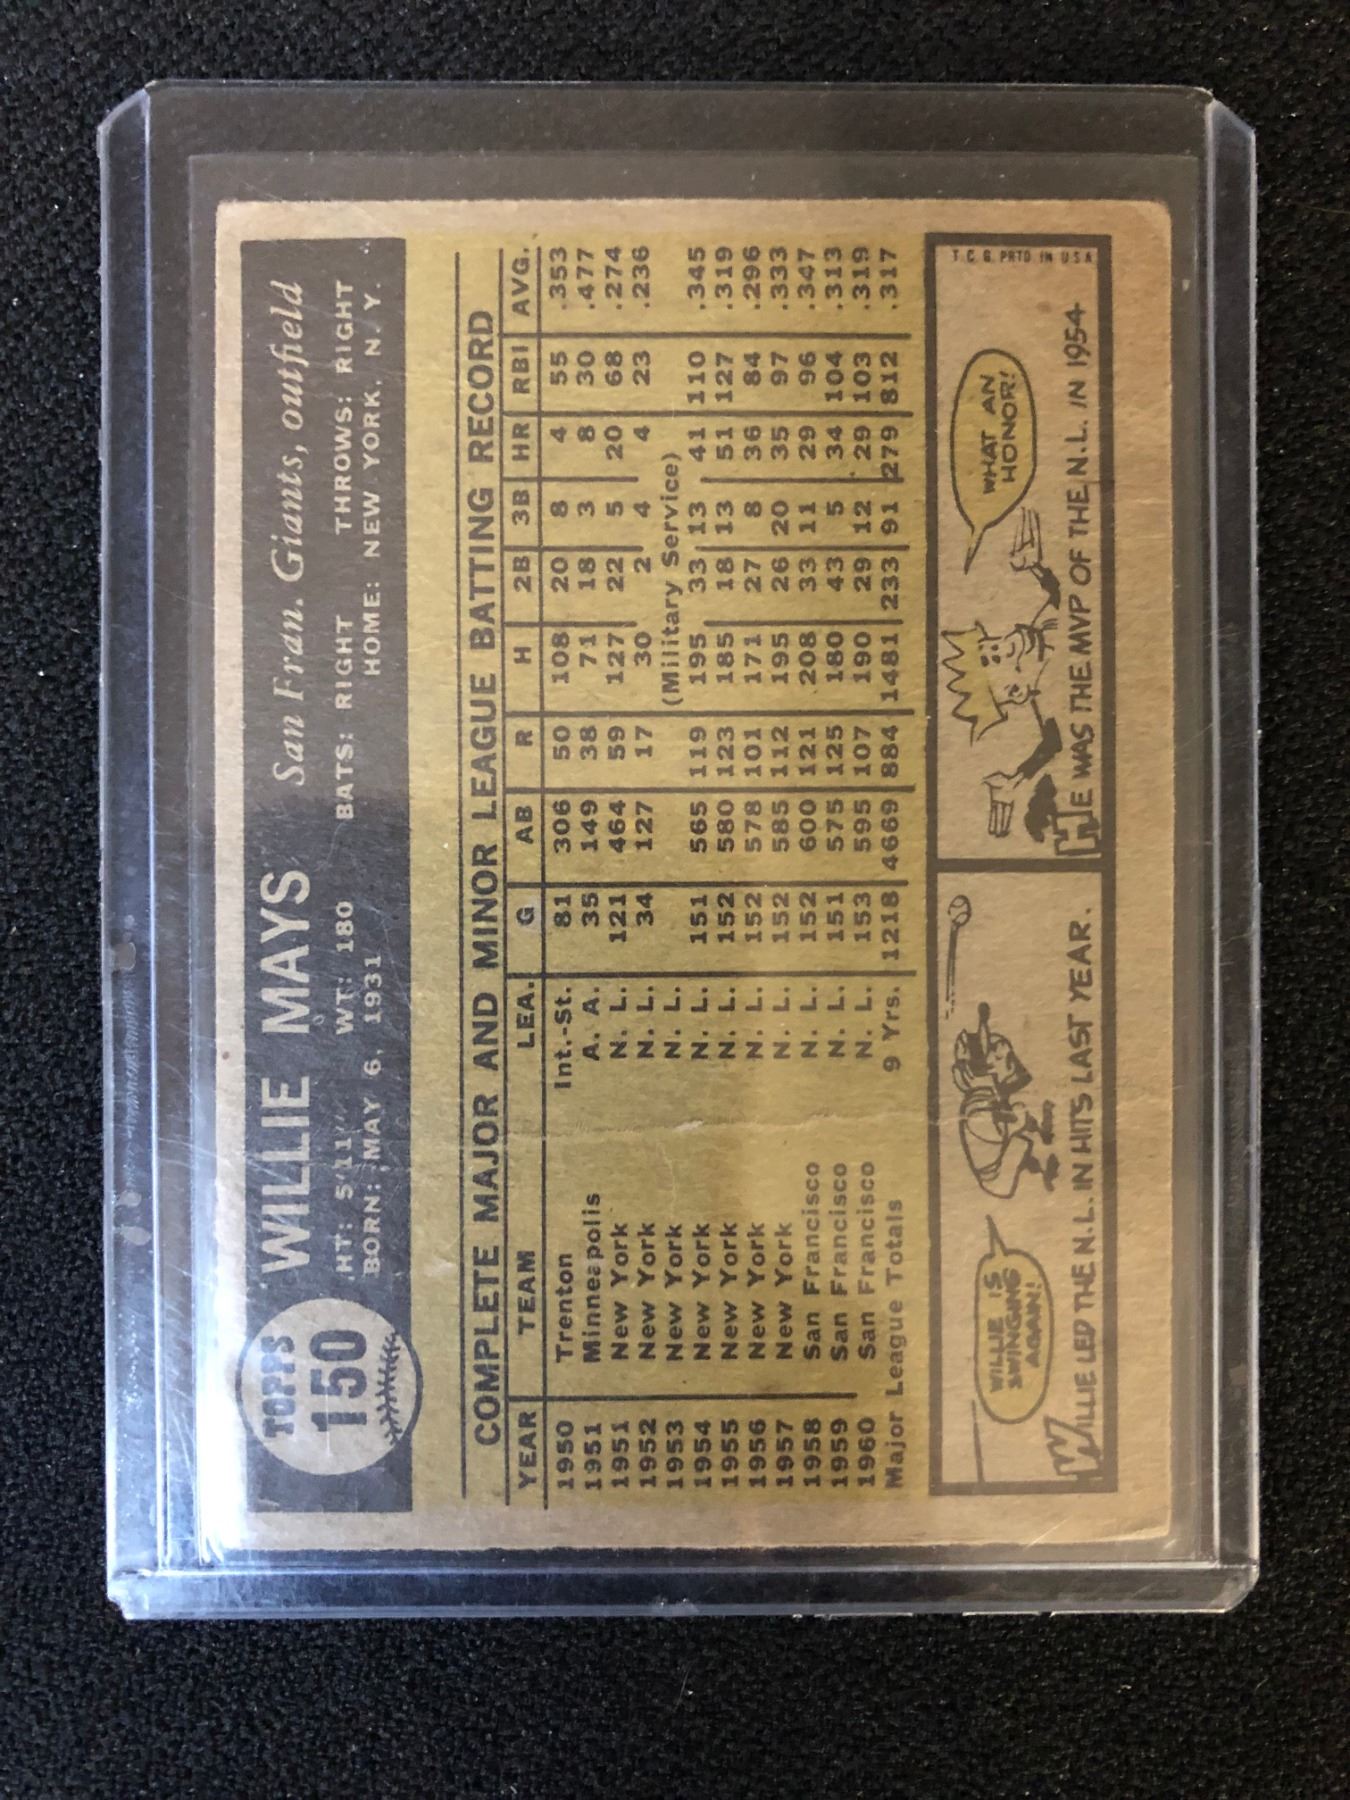 TOPPS
150
WILLIE MAYS San Fran. Giants, outfield
HT: 5'11" WT: 180 BATS: RIGHT THROWS: RIGHT
BORN: MAY 6, 1931 HOME: NEW YORK, N. Y.
COMPLETE MAJOR AND MINOR LEAGUE BATTING RECORD
YEAR TEAM LEA. G AB R H 2B 3B HR RBI AVG.
1950 Trenton Int.-St. 81 306 50 108 20 8 4 55 .353
1951 Minneapolis A. A. 35 149 38 71 18 3 8 30 .477
1951 New York N. L. 121 464 59 127 22 5 20 68 .274
1952 New York N. L. 34 127 17 30 2 4 4 23 .236
1953 New York N. L. (Military Service)
1954 New York N. L. 151 565 119 195 33 13 41 110 .345
1955 New York N. L. 152 580 123 185 18 13 51 127 .319
1956 New York N. L. 152 578 101 171 27 8 36 84 .296
1957 New York N. L. 152 585 112 195 26 20 35 97 .333
1958 San Francisco N. L. 152 600 121 208 33 11 29 96 .347
1959 San Francisco N. L. 151 575 125 180 43 5 34 104 .313
1960 San Francisco N. L. 153 595 107 190 29 12 29 103 .319
Major League Totals 9 Yrs. 1218 4669 884 1481 233 91 279 812 .317
WILLIE IS
SWINGING
AGAIN!
WILLIE LED THE N.L. IN HITS LAST YEAR.
T. C. G. PRTD. IN U S A
WHAT AN
HONOR!
HE WAS THE MVP OF THE N.L. IN 1954